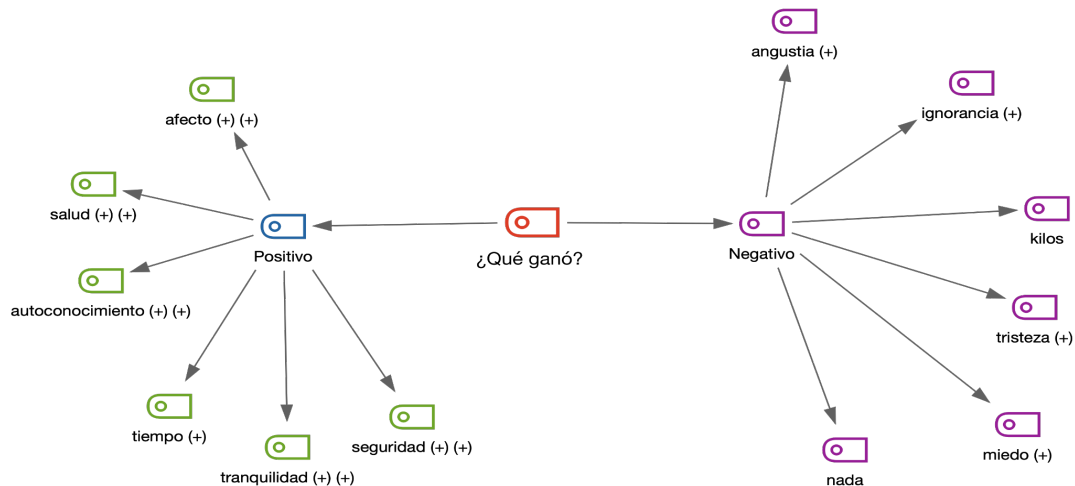 angustia (+)
ignorancia (+)
afecto (+) (+)
salud (+) (+)
kilos
Positivo
¿Qué ganó?
Negativo
autoconocimiento (+) (+)
tristeza (+)
tiempo (+)
seguridad (+) (+)
miedo (+)
tranquilidad (+) (+)
nada